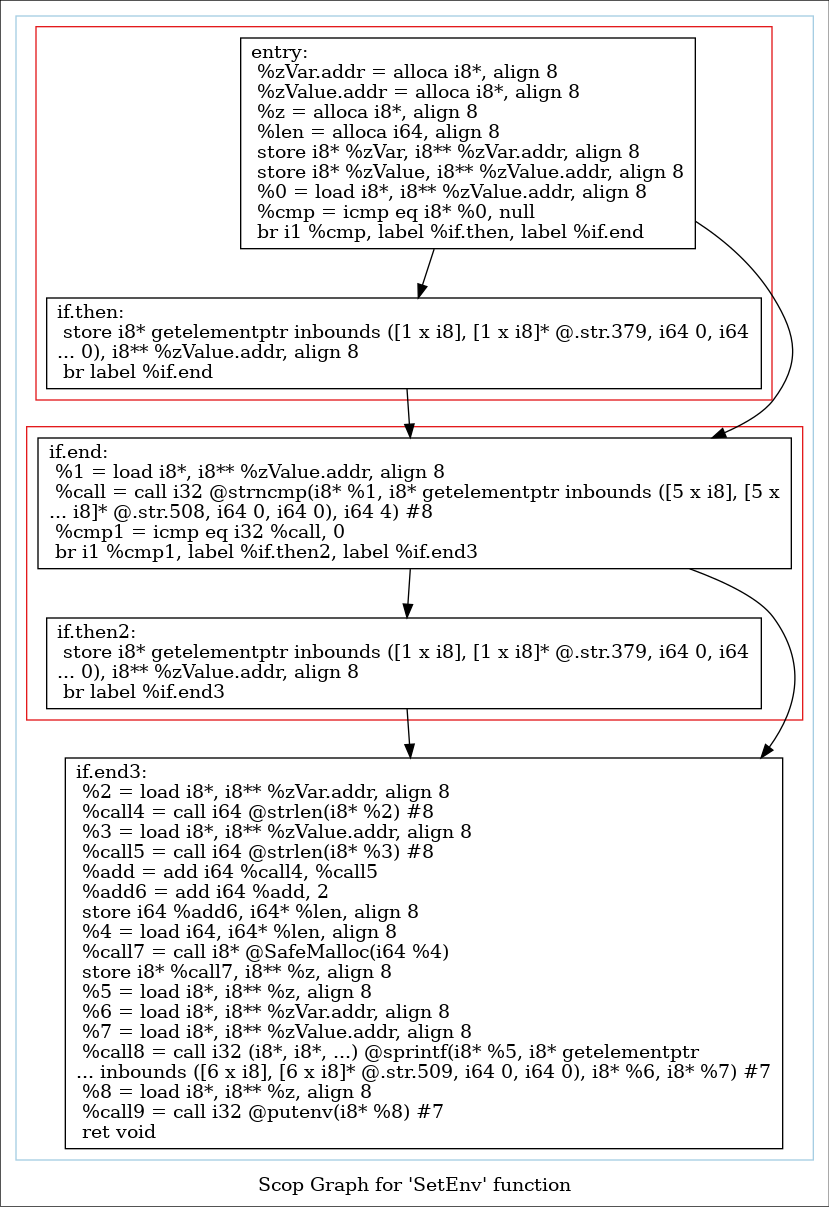 entry:
%zVar.addr = alloca i8*, align 8
%zValue.addr = alloca i8*, align 8
%z = alloca i8*, align 8
%len = alloca i64, align 8
store i8* %zVar, i8** %zVar.addr, align 8
store i8* %zValue, i8** %zValue.addr, align 8
%0 = load i8*, i8** %zValue.addr, align 8
%cmp = icmp eq i8* %0, null
br i1 %cmp, label %if.then, label %if.end
if.then:
store i8* getelementptr inbounds ([1 x i8], [1 x i8]* @.str.379, i64 0, i64
... 0), i8** %zValue.addr, align 8
br label %if.end
if.end:
%1 = load i8*, i8** %zValue.addr, align 8
%call = call i32 @strncmp(i8* %1, i8* getelementptr inbounds ([5 x i8], [5 x
... i8]* @.str.508, i64 0, i64 0), i64 4) #8
%cmp1 = icmp eq i32 %call, 0
br i1 %cmp1, label %if.then2, label %if.end3
if.then2:
store i8* getelementptr inbounds ([1 x i8], [1 x i8]* @.str.379, i64 0, i64
... 0), i8** %zValue.addr, align 8
br label %if.end3
if.end3:
%2 = load i8*, i8** %zVar.addr, align 8
%call4 = call i64 @strlen(i8* %2) #8
%3 = load i8*, i8** %zValue.addr, align 8
%call5 = call i64 @strlen(i8* %3) #8
%add = add i64 %call4, %call5
%add6 = add i64 %add, 2
store i64 %add6, i64* %len, align 8
%4 = load i64, i64* %len, align 8
%call7 = call i8* @SafeMalloc(i64 %4)
store i8* %call7, i8** %z, align 8
%5 = load i8*, i8** %z, align 8
%6 = load i8*, i8** %zVar.addr, align 8
%7 = load i8*, i8** %zValue.addr, align 8
%call8 = call i32 (i8*, i8*, ...) @sprintf(i8* %5, i8* getelementptr
... inbounds ([6 x i8], [6 x i8]* @.str.509, i64 0, i64 0), i8* %6, i8* %7) #7
%8 = load i8*, i8** %z, align 8
%call9 = call i32 @putenv(i8* %8) #7
ret void
Scop Graph for 'SetEnv' function